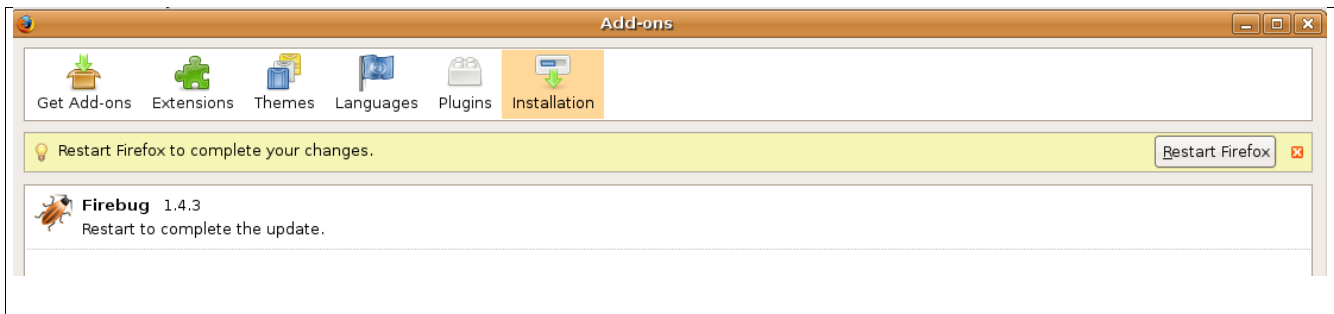 Add-ons
Get Add-ons Extensions Themes Languages Plugins Installation
Restart Firefox to complete your changes. Restart Firefox
Firebug 1.4.3
Restart to complete the update.